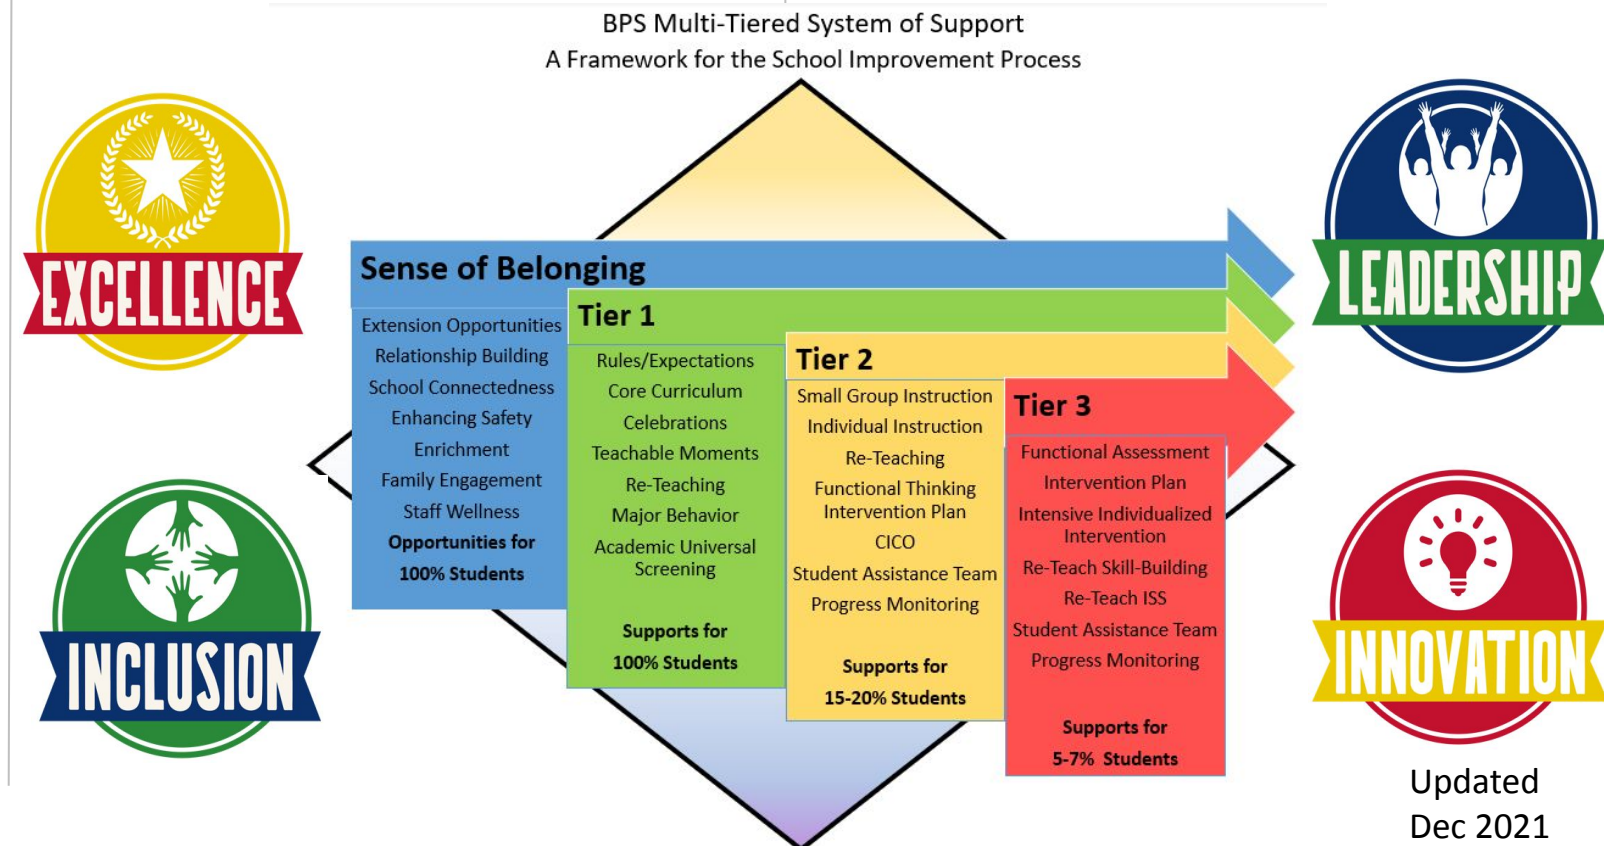 BPS Multi-Tiered System of Support
A Framework for the School Improvement Process
EXCELLENCE
LEADERSHIP
INCLUSION
INNOVATION
Sense of Belonging
Extension Opportunities
Relationship Building
School Connectedness
Enhancing Safety
Enrichment
Family Engagement
Staff Wellness
Opportunities for
100% Students
Tier 1
Rules/Expectations
Core Curriculum
Celebrations
Teachable Moments
Re-Teaching
Major Behavior
Academic Universal
Screening
Supports for
100% Students
Tier 2
Small Group Instruction
Individual Instruction
Re-Teaching
Functional Thinking
Intervention Plan
CICO
Student Assistance Team
Progress Monitoring
Supports for
15-20% Students
Tier 3
Functional Assessment
Intervention Plan
Intensive Individualized
Intervention
Re-Teach Skill-Building
Re-Teach ISS
Student Assistance Team
Progress Monitoring
Supports for
5-7% Students
Updated
Dec 2021